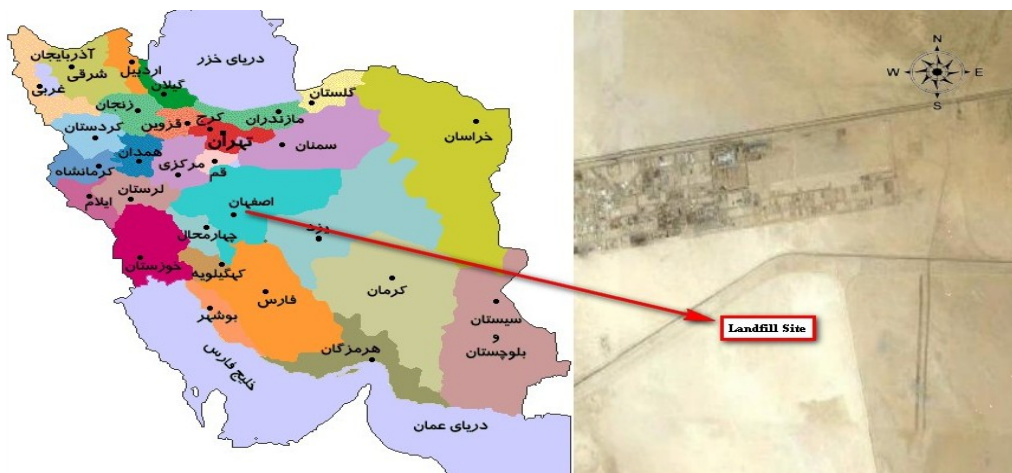 دریای خزر
آذربایجان
شرقی
غربی
اردبیل
گیلان
گلستان
زنجان
کرج
مازندران
خراسان
کردستان
قزوین
تهران
سمنان
همدان
مرکزی
قم
کرمانشاه
لرستان
ایلام
اصفهان
چهارمحال
یزد
خوزستان
کهگیلویه
کرمان
فارس
بوشهر
سیستان
و
بلوچستان
هرمزگان
خلیج فارس
دریای عمان
N
W
E
S
Landfill Site